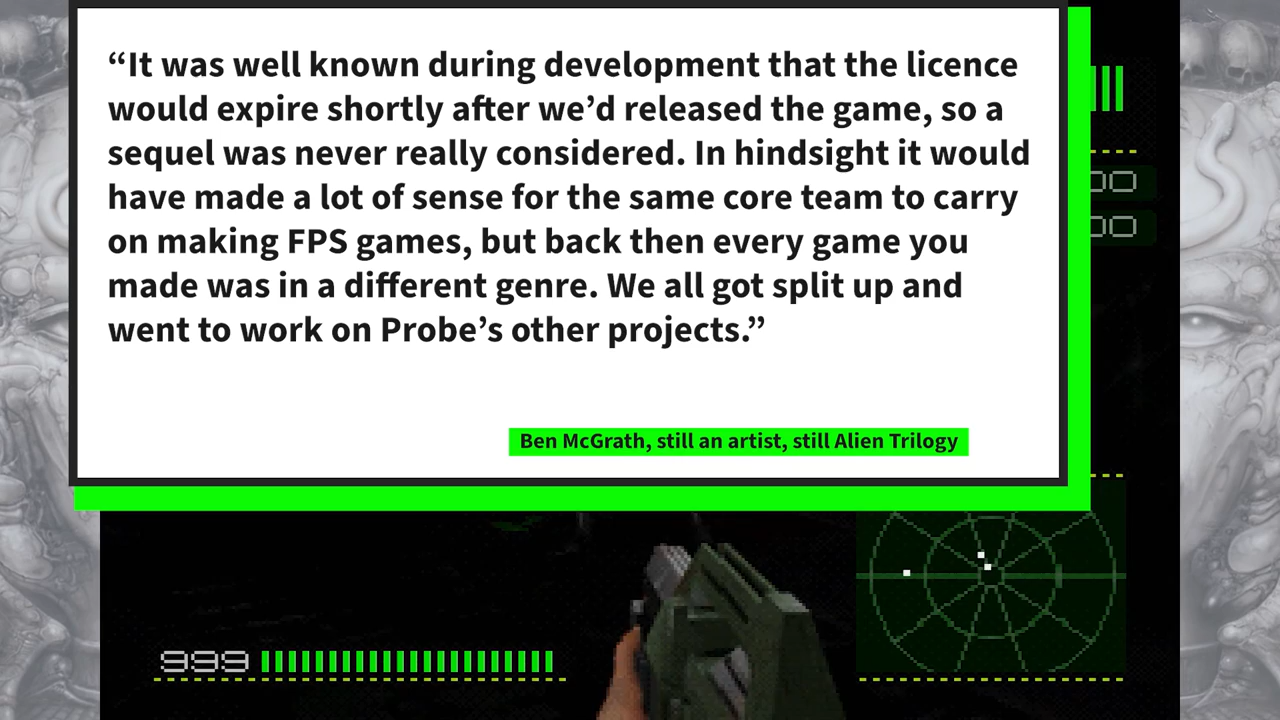 “It was well known during development that the licence
would expire shortly after we’d released the game, so a
sequel was never really considered. In hindsight it would
have made a lot of sense for the same core team to carry
on making FPS games, but back then every game you
made was in a different genre. We all got split up and
went to work on Probe’s other projects.”
Ben McGrath, still an artist, still Alien Trilogy
00
00
999